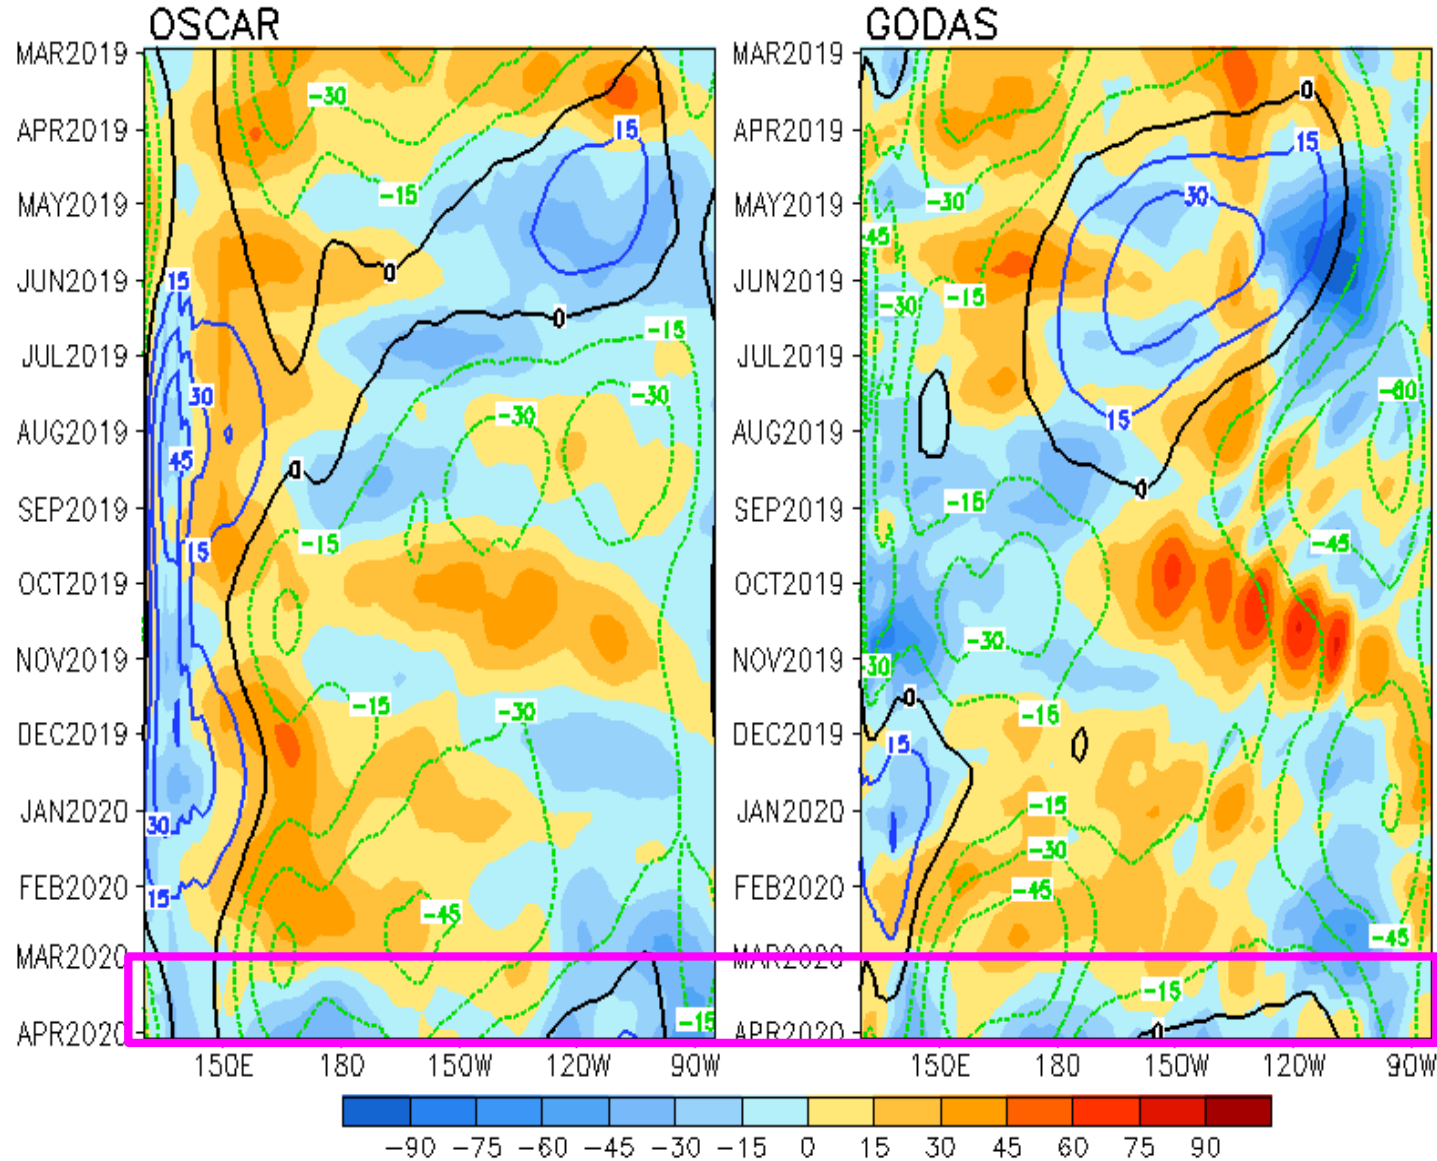 OSCAR GODAS
MAR2019 MAR2019
APR2019 APR2019
MAY2019 MAY2019
JUN2019 JUN2019
JUL2019 JUL2019
AUG2019 AUG2019
SEP2019 SEP2019
OCT2019 OCT2019
NOV2019 NOV2019
DEC2019 DEC2019
JAN2020 JAN2020
FEB2020 FEB2020
MAR2020 MAR2020
APR2020 APR2020
-30
15
-15
0
15
0
-15
30
-30
-30
45
0
15
-15
-15
-30
30
15
-45
-15
0
15
30
-30
45
-15
-30
15
-60
0
-15
-45
-30
30
0
-15
15
-15
-30
-45
-45
-15
0
150E 180 150W 120W 90W 150E 180 150W 120W 90W
-90 -75 -60 -45 -30 -15 0 15 30 45 60 75 90